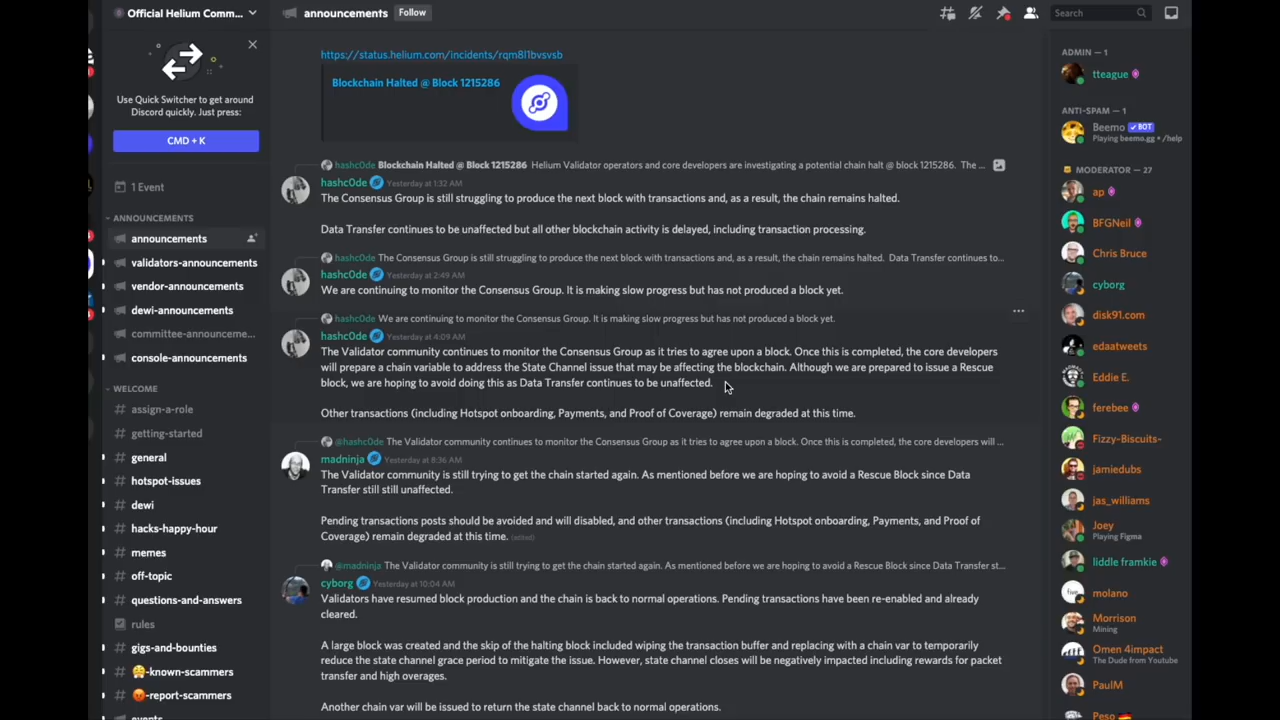 Official Helium Comm...
announcements
Follow
Search
Use Quick Switcher to get around
Discord quickly. Just press:
CMD + K
1 Event
ANNOUNCEMENTS
announcements
validators-announcements
vendor-announcements
dewi-announcements
committee-announceme...
console-announcements
WELCOME
assign-a-role
getting-started
general
hotspot-issues
dewi
hacks-happy-hour
memes
off-topic
questions-and-answers
rules
gigs-and-bounties
-known-scammers
-report-scammers
events
https://status.helium.com/incidents/rqm8l1bvsvsb
Blockchain Halted @ Block 1215286
hashc0de Blockchain Halted @ Block 1215286 Helium Validator operators and core developers are investigating a potential chain halt @ block 1215286. The ...
hashc0de Yesterday at 1:32 AM
The Consensus Group is still struggling to produce the next block with transactions and, as a result, the chain remains halted.
Data Transfer continues to be unaffected but all other blockchain activity is delayed, including transaction processing.
hashc0de The Consensus Group is still struggling to produce the next block with transactions and, as a result, the chain remains halted. Data Transfer continues to...
hashc0de Yesterday at 2:49 AM
We are continuing to monitor the Consensus Group. It is making slow progress but has not produced a block yet.
hashc0de We are continuing to monitor the Consensus Group. It is making slow progress but has not produced a block yet.
hashc0de Yesterday at 4:09 AM
The Validator community continues to monitor the Consensus Group as it tries to agree upon a block. Once this is completed, the core developers
will prepare a chain variable to address the State Channel issue that may be affecting the blockchain. Although we are prepared to issue a Rescue
block, we are hoping to avoid doing this as Data Transfer continues to be unaffected.
Other transactions (including Hotspot onboarding, Payments, and Proof of Coverage) remain degraded at this time.
@hashc0de The Validator community continues to monitor the Consensus Group as it tries to agree upon a block. Once this is completed, the core developers will ...
madninja Yesterday at 8:36 AM
The Validator community is still trying to get the chain started again. As mentioned before we are hoping to avoid a Rescue Block since Data
Transfer still still unaffected.
Pending transactions posts should be avoided and will disabled, and other transactions (including Hotspot onboarding, Payments, and Proof of
Coverage) remain degraded at this time. (edited)
@madninja The Validator community is still trying to get the chain started again. As mentioned before we are hoping to avoid a Rescue Block since Data Transfer st...
cyborg Yesterday at 10:04 AM
Validators have resumed block production and the chain is back to normal operations. Pending transactions have been re-enabled and already
cleared.
A large block was created and the skip of the halting block included wiping the transaction buffer and replacing with a chain var to temporarily
reduce the state channel grace period to mitigate the issue. However, state channel closes will be negatively impacted including rewards for packet
transfer and high overages.
Another chain var will be issued to return the state channel back to normal operations.
ADMIN — 1
tteague
ANTI-SPAM — 1
Beemo BOT
Playing beemo.gg • /help
MODERATOR — 27
ap
BFGNeil
Chris Bruce
cyborg
disk91.com
edaatweets
Eddie E.
ferebee
Fizzy-Biscuits-
jamiedubs
jas_williams
Joey
Playing Figma
liddle framkie
five
molano
Morrison
Mining
Omen 4impact
The Dude from Youtube
PaulM
Peso